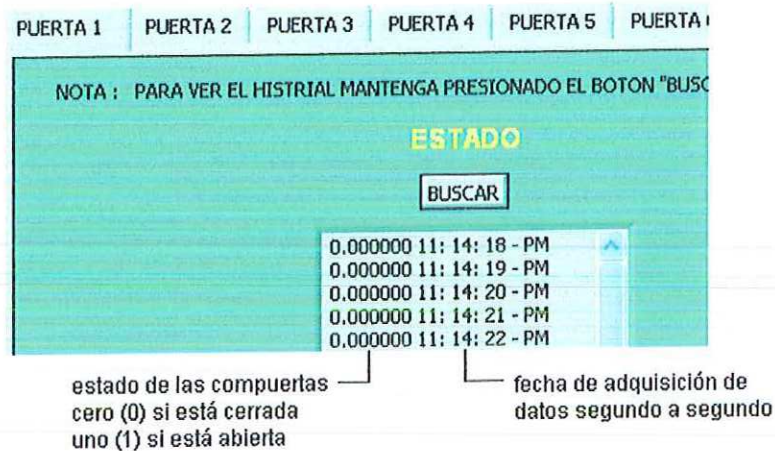 PUERTA 1 PUERTA 2 PUERTA 3 PUERTA 4 PUERTA 5 PUERTA
NOTA : PARA VER EL HISTRIAL MANTENGA PRESIONADO EL BOTON "BUSC
ESTADO
BUSCAR
0.000000 11: 14: 18 - PM
0.000000 11: 14: 19 - PM
0.000000 11: 14: 20 - PM
0.000000 11: 14: 21 - PM
0.000000 11: 14: 22 - PM
estado de las compuertas
cero (0) si está cerrada
uno (1) si está abierta
fecha de adquisición de
datos segundo a segundo